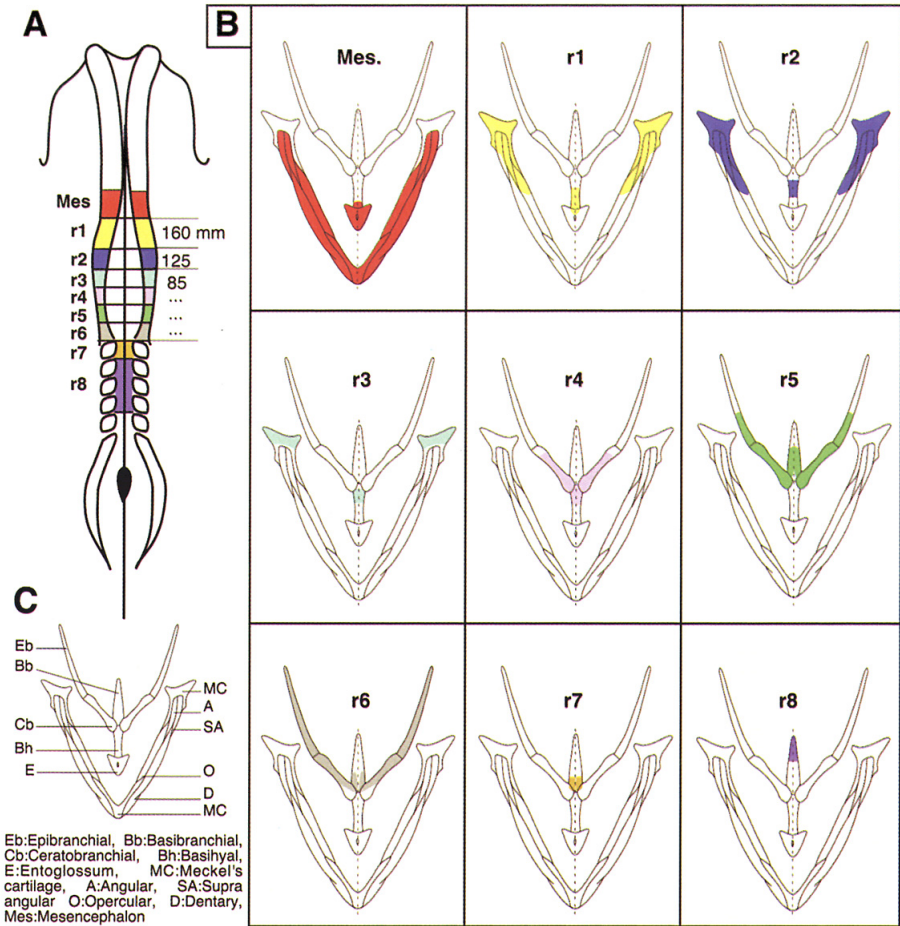 A
Mes
r1
160 mm
r2
125
r3
85
r4
...
r5
...
r6
...
r7
r8
B
Mes.
r1
r2
r3
r4
r5
r6
r7
r8
C
Eb
Bb
MC
A
Cb
SA
Bh
E
O
D
MC
Eb:Epibranchial, Bb:Basibranchial,
Cb:Ceratobranchial, Bh:Basihyal,
E:Entoglossum, MC:Meckel's
cartilage, A:Angular, SA:Supra
angular O:Opercular, D:Dentary,
Mes:Mesencephalon